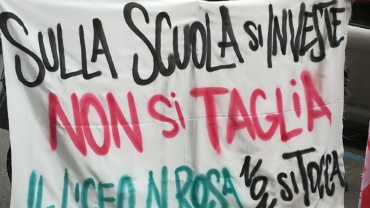 SULLA SCUOLA SI INVESTE
NON SI TAGLIA
IL LICEO N. ROSA NON SI TOCCA